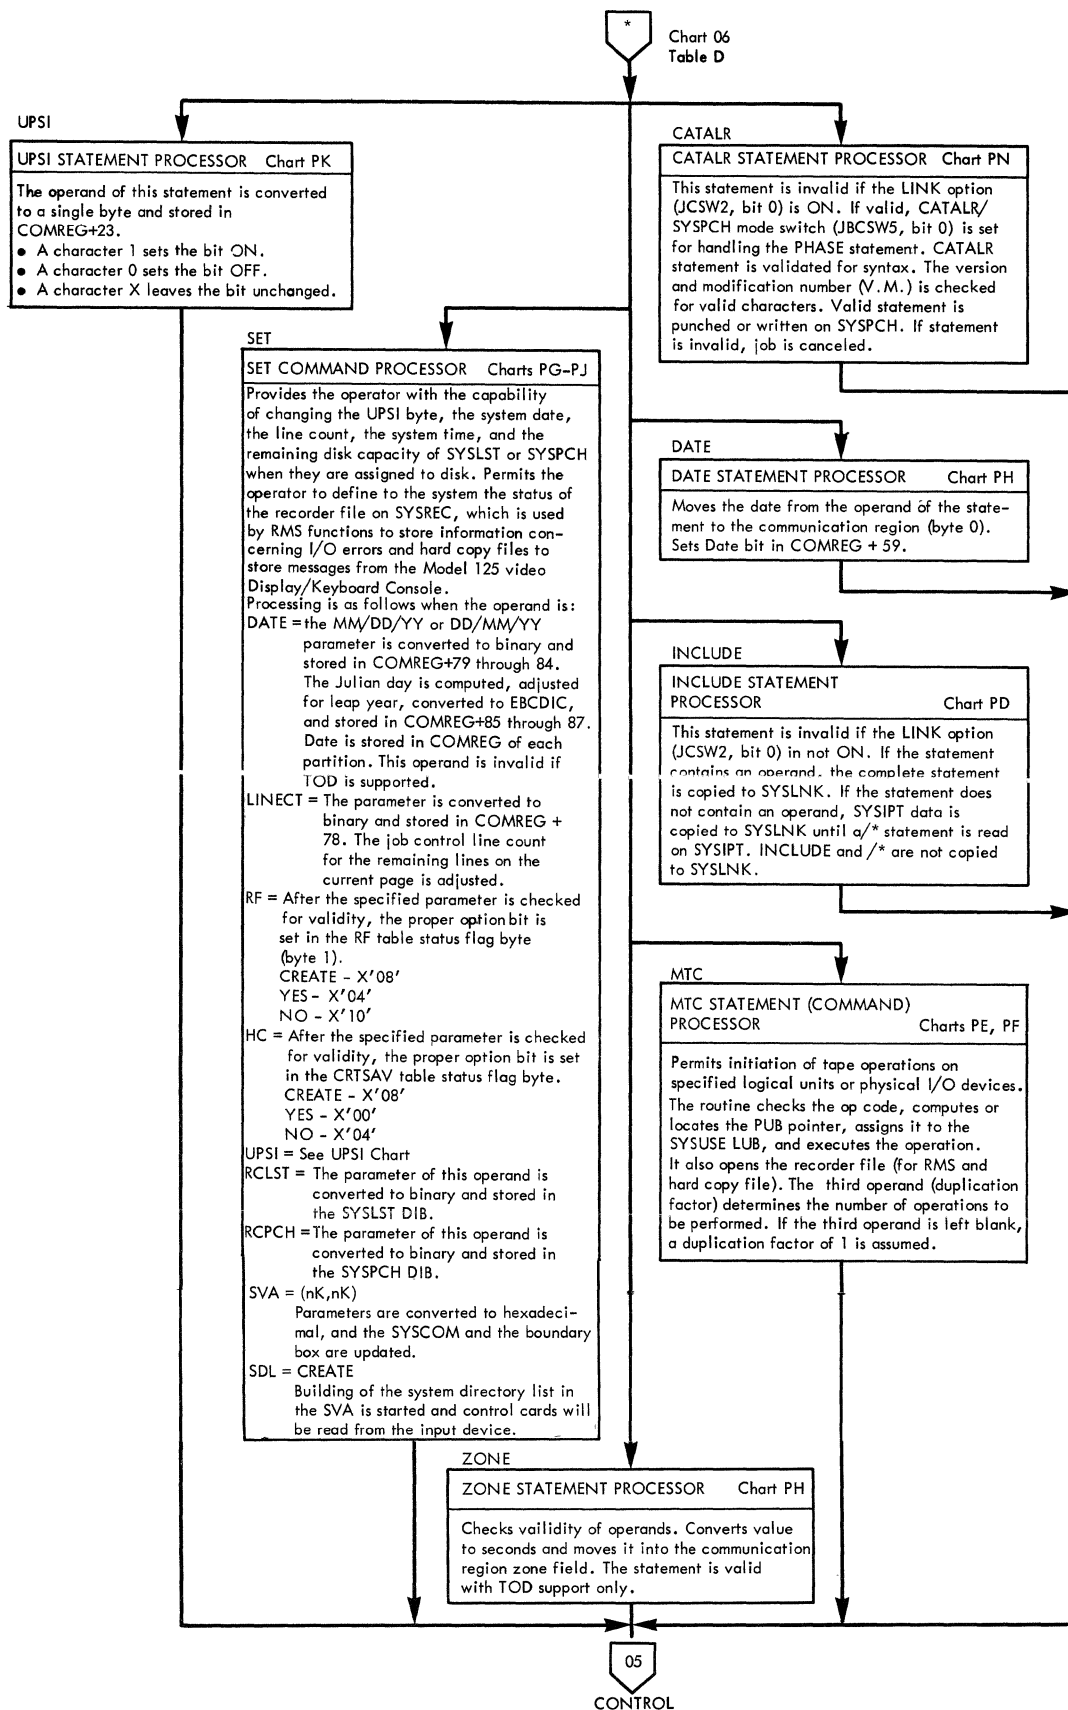 *
Chart 06
Table D
UPSI
UPSI STATEMENT PROCESSOR Chart PK
The operand of this statement is converted
to a single byte and stored in
COMREG+23.
• A character 1 sets the bit ON.
• A character 0 sets the bit OFF.
• A character X leaves the bit unchanged.
CATALR
CATALR STATEMENT PROCESSOR Chart PN
This statement is invalid if the LINK option
(JCSW2, bit 0) is ON. If valid, CATALR/
SYSPCH mode switch (JBCSW5, bit 0) is set
for handling the PHASE statement. CATALR
statement is validated for syntax. The version
and modification number (V.M.) is checked
for valid characters. Valid statement is
punched or written on SYSPCH. If statement
is invalid, job is canceled.
SET
SET COMMAND PROCESSOR Charts PG-PJ
Provides the operator with the capability
of changing the UPSI byte, the system date,
the line count, the system time, and the
remaining disk capacity of SYSLST or SYSPCH
when they are assigned to disk. Permits the
operator to define to the system the status of
the recorder file on SYSREC, which is used
by RMS functions to store information con-
cerning I/O errors and hard copy files to
store messages from the Model 125 video
Display/Keyboard Console.
Processing is as follows when the operand is:
DATE = the MM/DD/YY or DD/MM/YY
parameter is converted to binary and
stored in COMREG+79 through 84.
The Julian day is computed, adjusted
for leap year, converted to EBCDIC,
and stored in COMREG+85 through 87.
Date is stored in COMREG of each
partition. This operand is invalid if
TOD is supported.
LINECT = The parameter is converted to
binary and stored in COMREG +
78. The job control line count
for the remaining lines on the
current page is adjusted.
RF = After the specified parameter is checked
for validity, the proper option bit is
set in the RF table status flag byte
(byte 1).
CREATE - X'08'
YES - X'04'
NO - X'10'
HC = After the specified parameter is checked
for validity, the proper option bit is set
in the CRTSAV table status flag byte.
CREATE - X'08'
YES - X'00'
NO - X'04'
UPSI = See UPSI Chart
RCLST = The parameter of this operand is
converted to binary and stored in
the SYSLST DIB.
RCPCH = The parameter of this operand is
converted to binary and stored in
the SYSPCH DIB.
SVA = (nK,nK)
Parameters are converted to hexadeci-
mal, and the SYSCOM and the boundary
box are updated.
SDL = CREATE
Building of the system directory list in
the SVA is started and control cards will
be read from the input device.
DATE
DATE STATEMENT PROCESSOR Chart PH
Moves the date from the operand of the state-
ment to the communication region (byte 0).
Sets Date bit in COMREG + 59.
INCLUDE
INCLUDE STATEMENT
PROCESSOR Chart PD
This statement is invalid if the LINK option
(JCSW2, bit 0) in not ON. If the statement
contains an operand, the complete statement
is copied to SYSLNK. If the statement does
not contain an operand, SYSIPT data is
copied to SYSLNK until a/* statement is read
on SYSIPT. INCLUDE and /* are not copied
to SYSLNK.
MTC
MTC STATEMENT (COMMAND)
PROCESSOR Charts PE, PF
Permits initiation of tape operations on
specified logical units or physical I/O devices.
The routine checks the op code, computes or
locates the PUB pointer, assigns it to the
SYSUSE LUB, and executes the operation.
It also opens the recorder file (for RMS and
hard copy file). The third operand (duplication
factor) determines the number of operations to
be performed. If the third operand is left blank,
a duplication factor of 1 is assumed.
ZONE
ZONE STATEMENT PROCESSOR Chart PH
Checks vailidity of operands. Converts value
to seconds and moves it into the communication
region zone field. The statement is valid
with TOD support only.
05
CONTROL